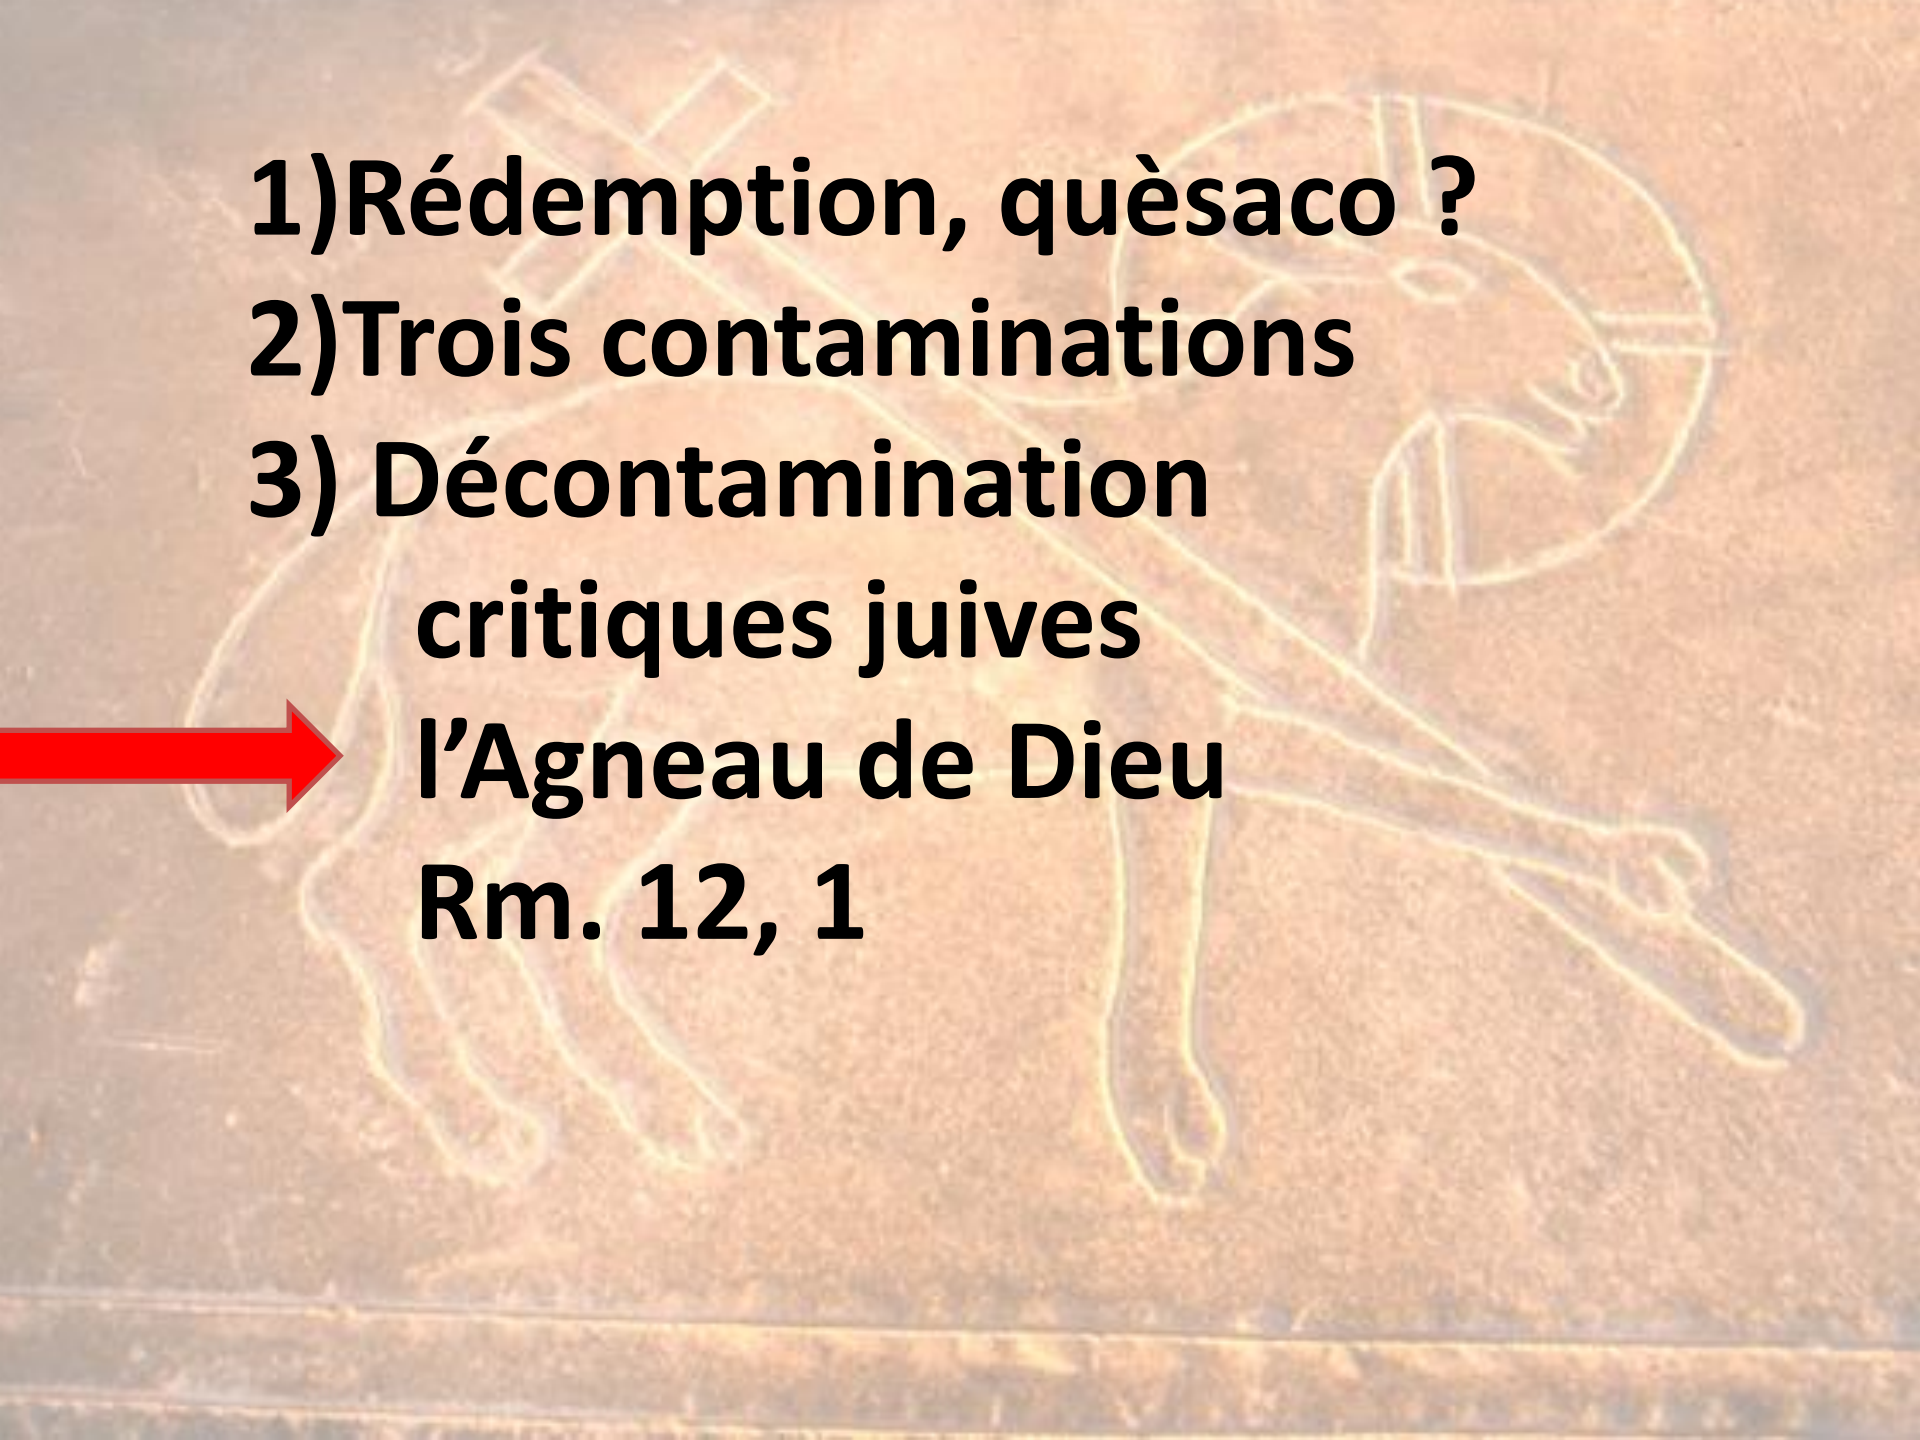 1)Rédemption, quèsaco ?
2)Trois contaminations
3) Décontamination
critiques juives
l’Agneau de Dieu
Rm. 12, 1